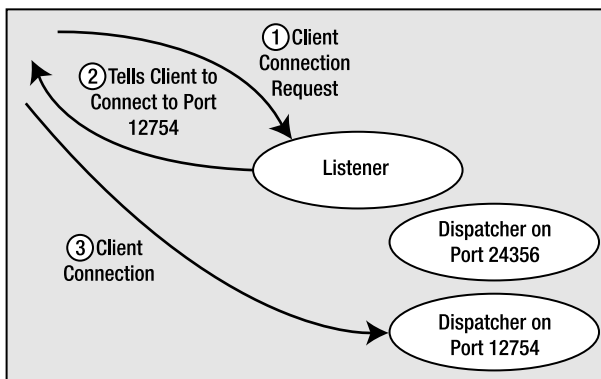 ① Client
Connection
Request
② Tells Client to
Connect to Port
12754
Listener
Dispatcher on
Port 24356
③ Client
Connection
Dispatcher on
Port 12754